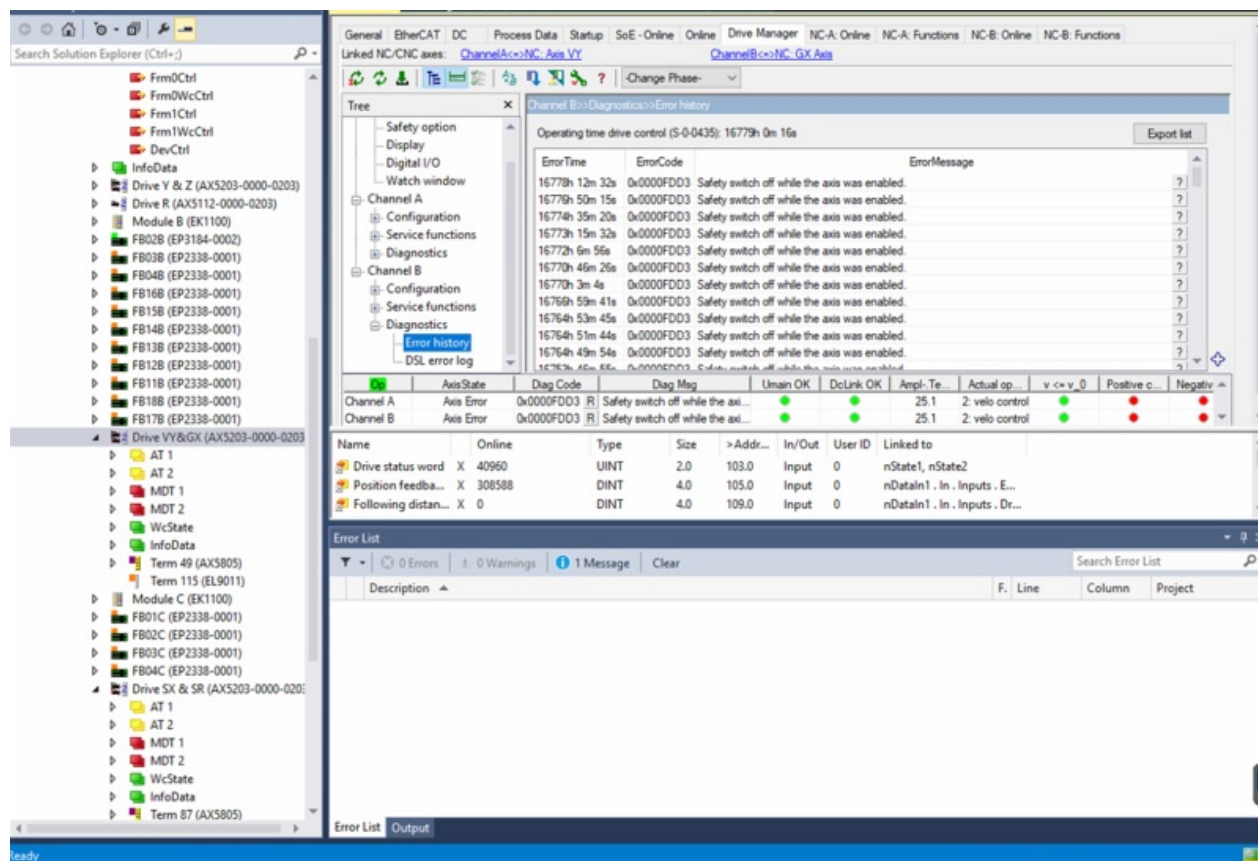 Search Solution Explorer (Ctrl+;)
Frm0Ctrl
Frm0WcCtrl
Frm1Ctrl
Frm1WcCtrl
DevCtrl
InfoData
Drive Y & Z (AX5203-0000-0203)
Drive R (AX5112-0000-0203)
Module B (EK1100)
FB02B (EP3184-0002)
FB03B (EP2338-0001)
FB04B (EP2338-0001)
FB16B (EP2338-0001)
FB15B (EP2338-0001)
FB14B (EP2338-0001)
FB13B (EP2338-0001)
FB12B (EP2338-0001)
FB11B (EP2338-0001)
FB18B (EP2338-0001)
FB17B (EP2338-0001)
Drive VY&GX (AX5203-0000-0203
AT 1
AT 2
MDT 1
MDT 2
WcState
InfoData
Term 49 (AX5805)
Term 115 (EL9011)
Module C (EK1100)
FB01C (EP2338-0001)
FB02C (EP2338-0001)
FB03C (EP2338-0001)
FB04C (EP2338-0001)
Drive SX & SR (AX5203-0000-0203
AT 1
AT 2
MDT 1
MDT 2
WcState
InfoData
Term 87 (AX5805)
General EtherCAT DC Process Data Startup SoE - Online Online Drive Manager NC-A: Online NC-A: Functions NC-B: Online NC-B: Functions
Linked NC/CNC axes: ChannelA<=>NC: Axis VY ChannelB<=>NC: GX Axis
? -Change Phase-
Tree ×
Safety option
Display
Digital I/O
Watch window
Channel A
Configuration
Service functions
Diagnostics
Channel B
Configuration
Service functions
Diagnostics
Error history
DSL error log
Channel B>>Diagnostics>>Error history
Operating time drive control (S-0-0435): 16779h 0m 16s Export list
ErrorTime ErrorCode ErrorMessage
16778h 12m 32s 0x0000FDD3 Safety switch off while the axis was enabled. ?
16776h 50m 15s 0x0000FDD3 Safety switch off while the axis was enabled. ?
16774h 35m 20s 0x0000FDD3 Safety switch off while the axis was enabled. ?
16773h 15m 32s 0x0000FDD3 Safety switch off while the axis was enabled. ?
16772h 6m 56s 0x0000FDD3 Safety switch off while the axis was enabled. ?
16770h 46m 26s 0x0000FDD3 Safety switch off while the axis was enabled. ?
16770h 3m 4s 0x0000FDD3 Safety switch off while the axis was enabled. ?
16766h 59m 41s 0x0000FDD3 Safety switch off while the axis was enabled. ?
16764h 53m 45s 0x0000FDD3 Safety switch off while the axis was enabled. ?
16764h 51m 44s 0x0000FDD3 Safety switch off while the axis was enabled. ?
16764h 49m 54s 0x0000FDD3 Safety switch off while the axis was enabled. ?
Op AxisState Diag Code Diag Msg Umain OK DcLink OK Ampl-.Te... Actual op... v <= v_0 Positive c... Negativ
Channel A Axis Error 0x0000FDD3 R Safety switch off while the axi... 25.1 2: velo control
Channel B Axis Error 0x0000FDD3 R Safety switch off while the axi... 25.1 2: velo control
Name Online Type Size >Addr... In/Out User ID Linked to
Drive status word X 40960 UINT 2.0 103.0 Input 0 nState1, nState2
Position feedba... X 308588 DINT 4.0 105.0 Input 0 nDataIn1 . In . Inputs . E...
Following distan... X 0 DINT 4.0 109.0 Input 0 nDataIn1 . In . Inputs . Dr...
Error List
0 Errors 0 Warnings 1 Message Clear Search Error List
Description F. Line Column Project
Error List Output
Ready